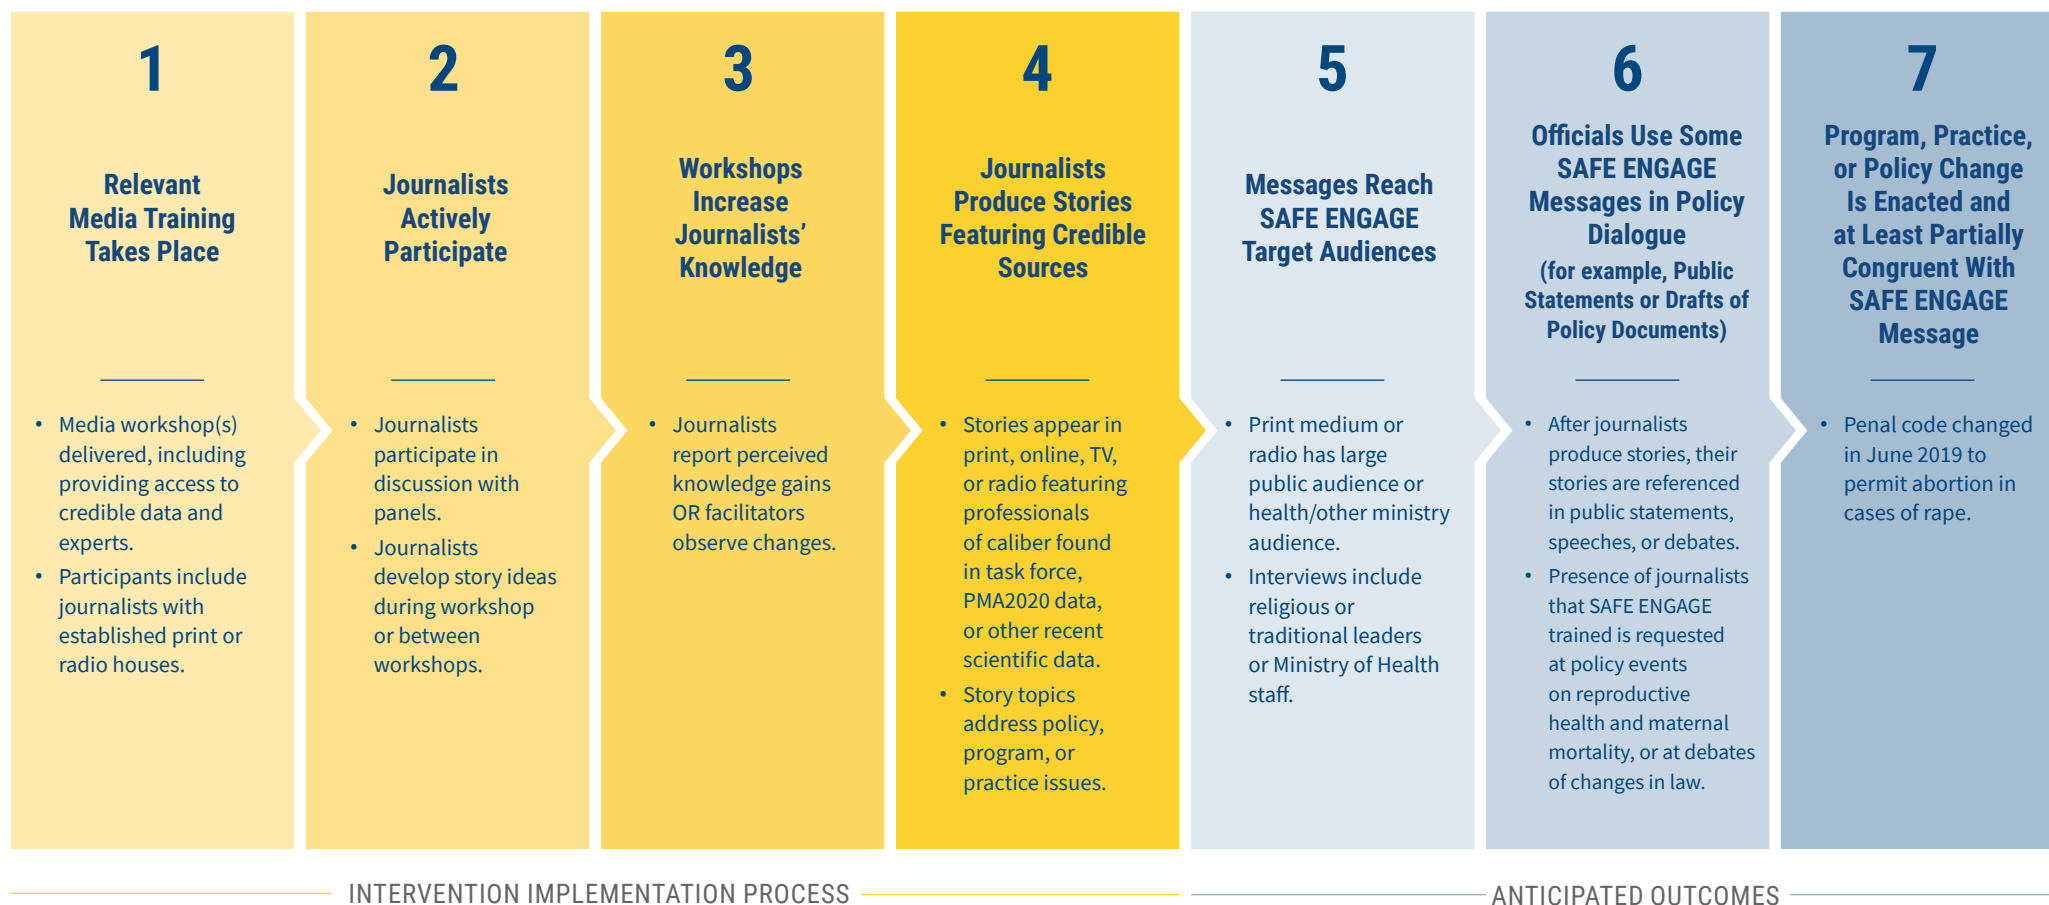 1
Relevant
Media Training
Takes Place
• Media workshop(s)
delivered, including
providing access to
credible data and
experts.
• Participants include
journalists with
established print or
radio houses.
2
Journalists
Actively
Participate
• Journalists
participate in
discussion with
panels.
• Journalists
develop story ideas
during workshop
or between
workshops.
3
Workshops
Increase
Journalists’
Knowledge
• Journalists
report perceived
knowledge gains
OR facilitators
observe changes.
4
Journalists
Produce Stories
Featuring Credible
Sources
• Stories appear in
print, online, TV,
or radio featuring
professionals
of caliber found
in task force,
PMA2020 data,
or other recent
scientific data.
• Story topics
address policy,
program, or
practice issues.
5
Messages Reach
SAFE ENGAGE
Target Audiences
• Print medium or
radio has large
public audience or
health/other ministry
audience.
• Interviews include
religious or
traditional leaders
or Ministry of Health
staff.
6
Officials Use Some
SAFE ENGAGE
Messages in Policy
Dialogue
(for example, Public
Statements or Drafts of
Policy Documents)
• After journalists
produce stories, their
stories are referenced
in public statements,
speeches, or debates.
• Presence of journalists
that SAFE ENGAGE
trained is requested
at policy events
on reproductive
health and maternal
mortality, or at debates
of changes in law.
7
Program, Practice,
or Policy Change
Is Enacted and
at Least Partially
Congruent With
SAFE ENGAGE
Message
• Penal code changed
in June 2019 to
permit abortion in
cases of rape.
INTERVENTION IMPLEMENTATION PROCESS
ANTICIPATED OUTCOMES